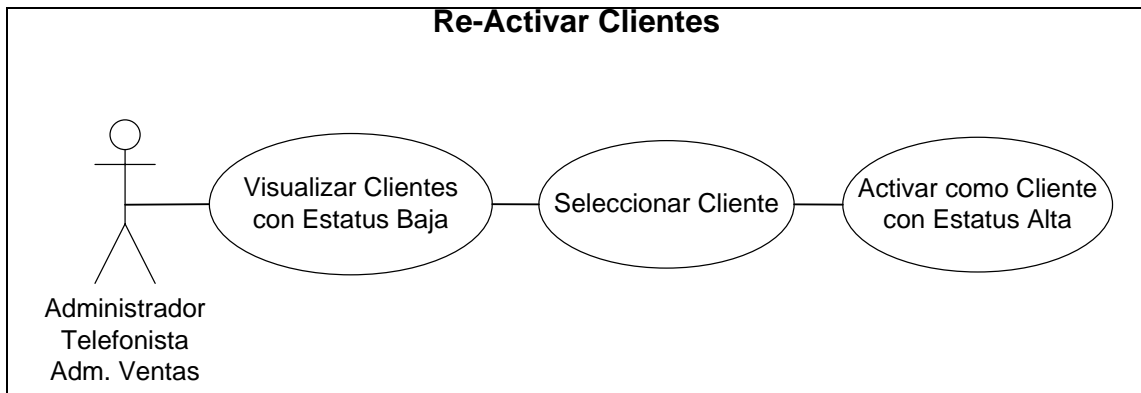 Re-Activar Clientes
Visualizar Clientes
con Estatus Baja
Seleccionar Cliente
Activar como Cliente
con Estatus Alta
Administrador
Telefonista
Adm. Ventas